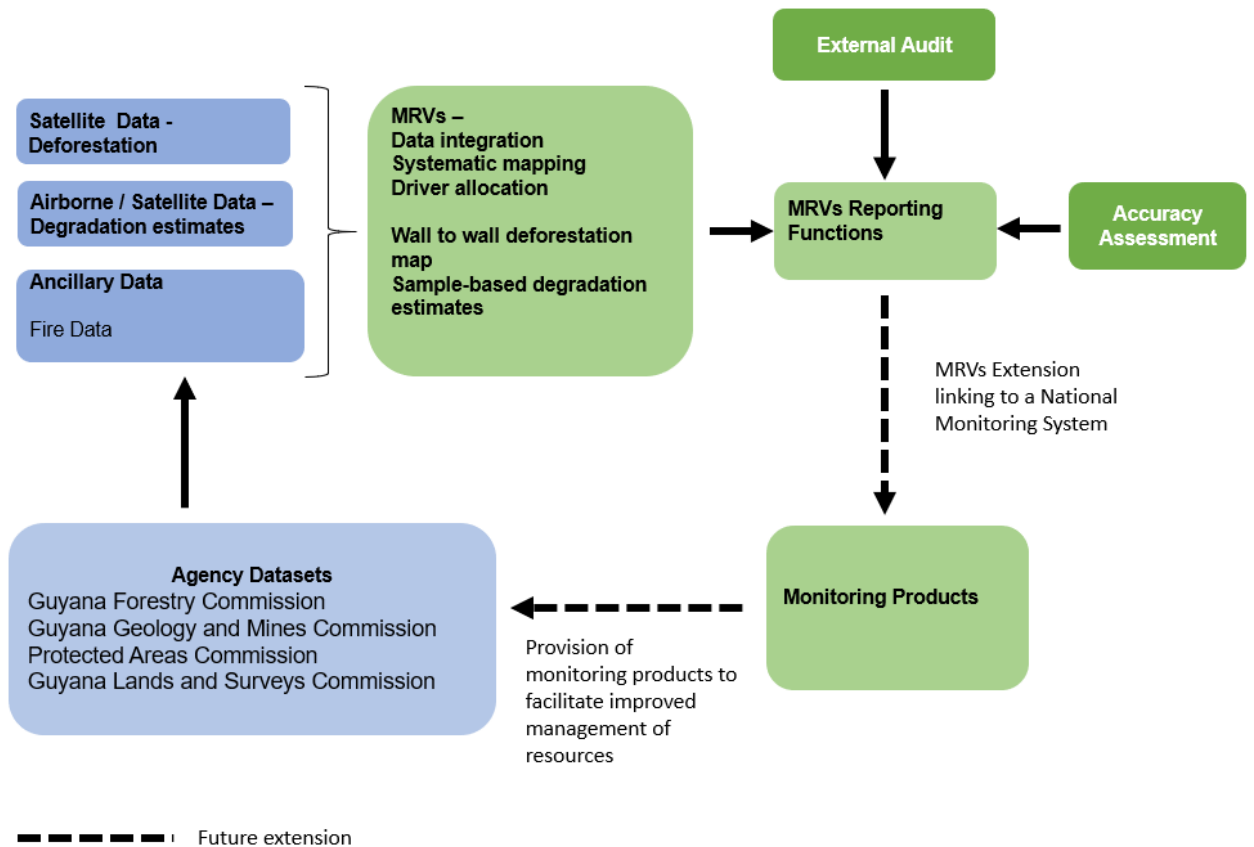 External Audit
Satellite  Data -
Deforestation
Airborne / Satellite Data –
Degradation estimates
Ancillary Data
Fire Data
MRVs –
Data integration
Systematic mapping
Driver allocation
Wall to wall deforestation
map
Sample-based degradation
estimates
MRVs Reporting
Functions
Accuracy
Assessment
MRVs Extension
linking to a National
Monitoring System
Agency Datasets
Guyana Forestry Commission
Guyana Geology and Mines Commission
Protected Areas Commission
Guyana Lands and Surveys Commission
Provision of
monitoring products to
facilitate improved
management of
resources
Monitoring Products
Future extension